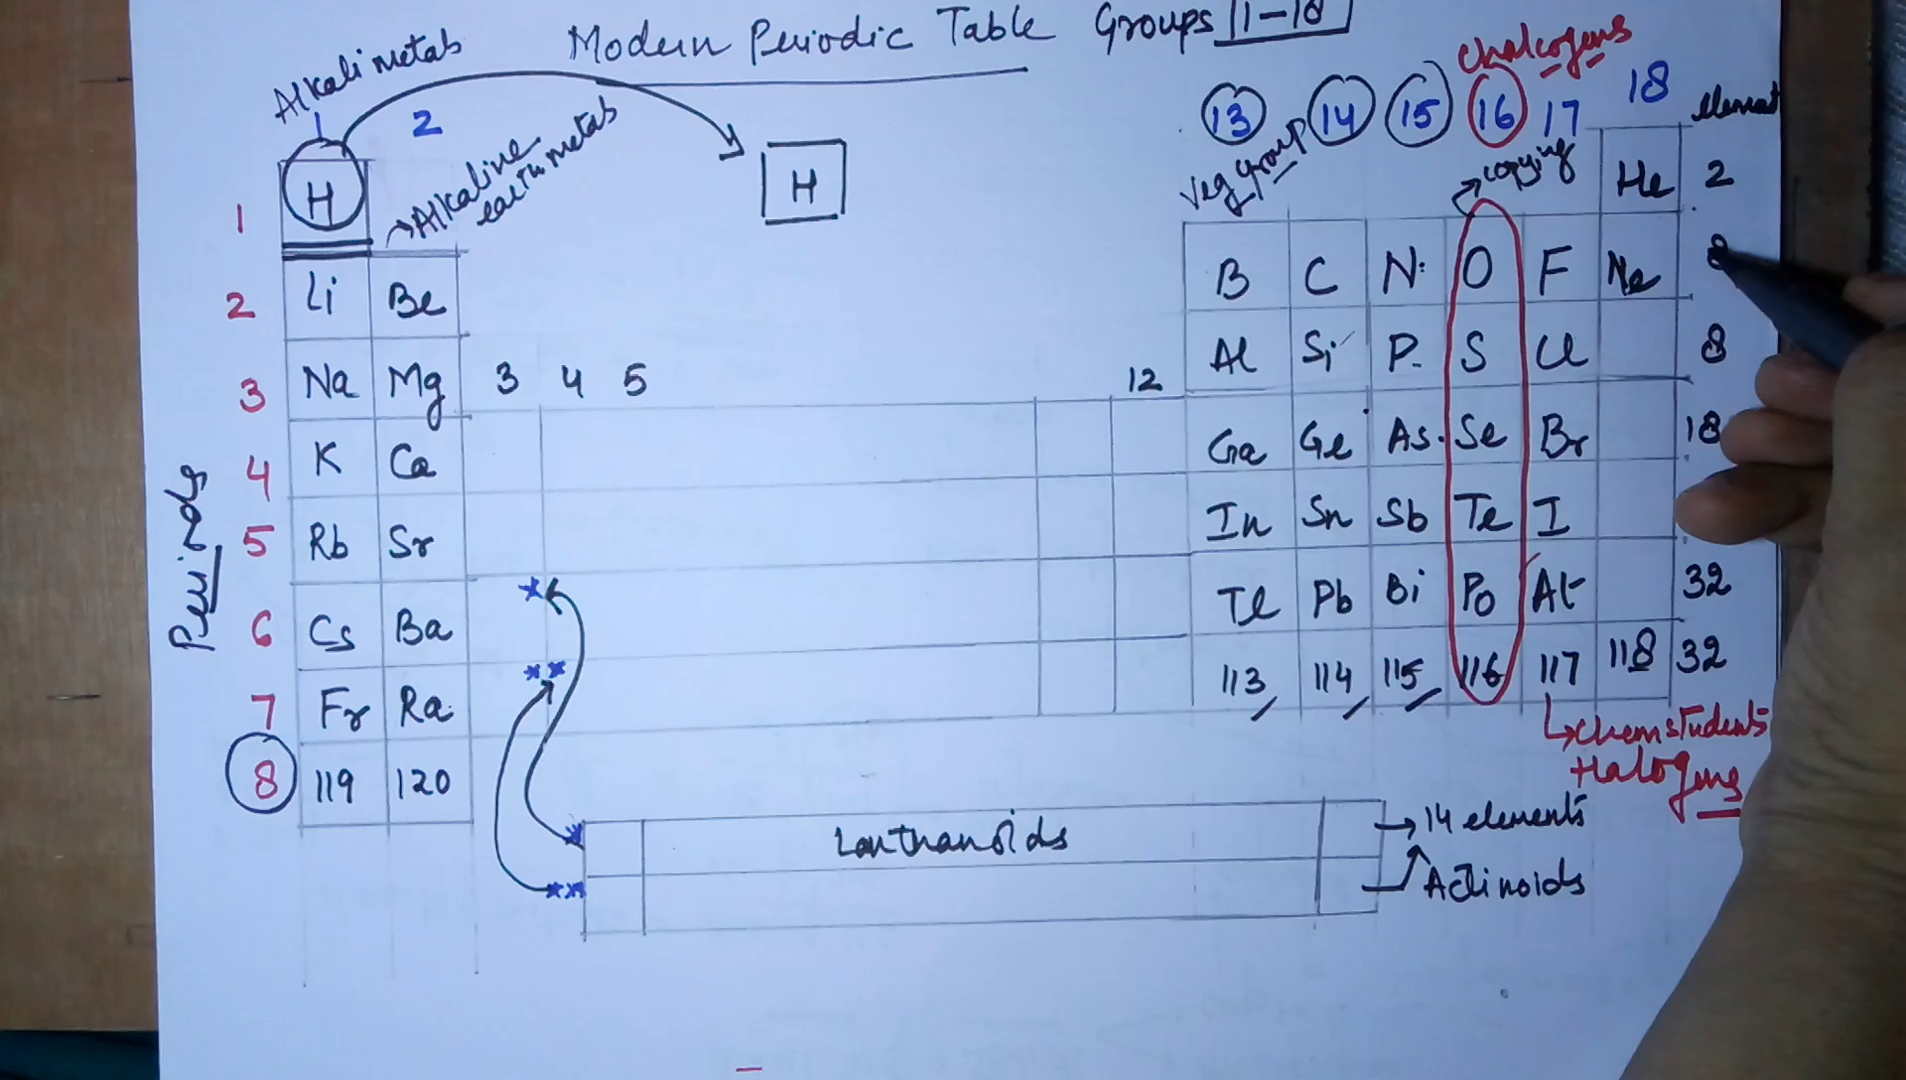 Modern Periodic Table Groups 1-18
Alkali metals
Chalcogens
1 2 13 14 15 16 17 18 element
Alkaline
earth metals
Veg group
copying
1 H H He 2
2 Li Be B C N O F Ne 8
3 Na Mg 3 4 5 12 Al Si P S Cl 8
4 K Ca Ga Ge As Se Br 18
5 Rb Sr In Sn Sb Te I
6 Cs Ba * Tl Pb Bi Po At 32
7 Fr Ra ** 113 114 115 116 117 118 32
8 119 120
Periods
chemstudents
Halogens
* Lanthanoids 14 elements
** Actinoids